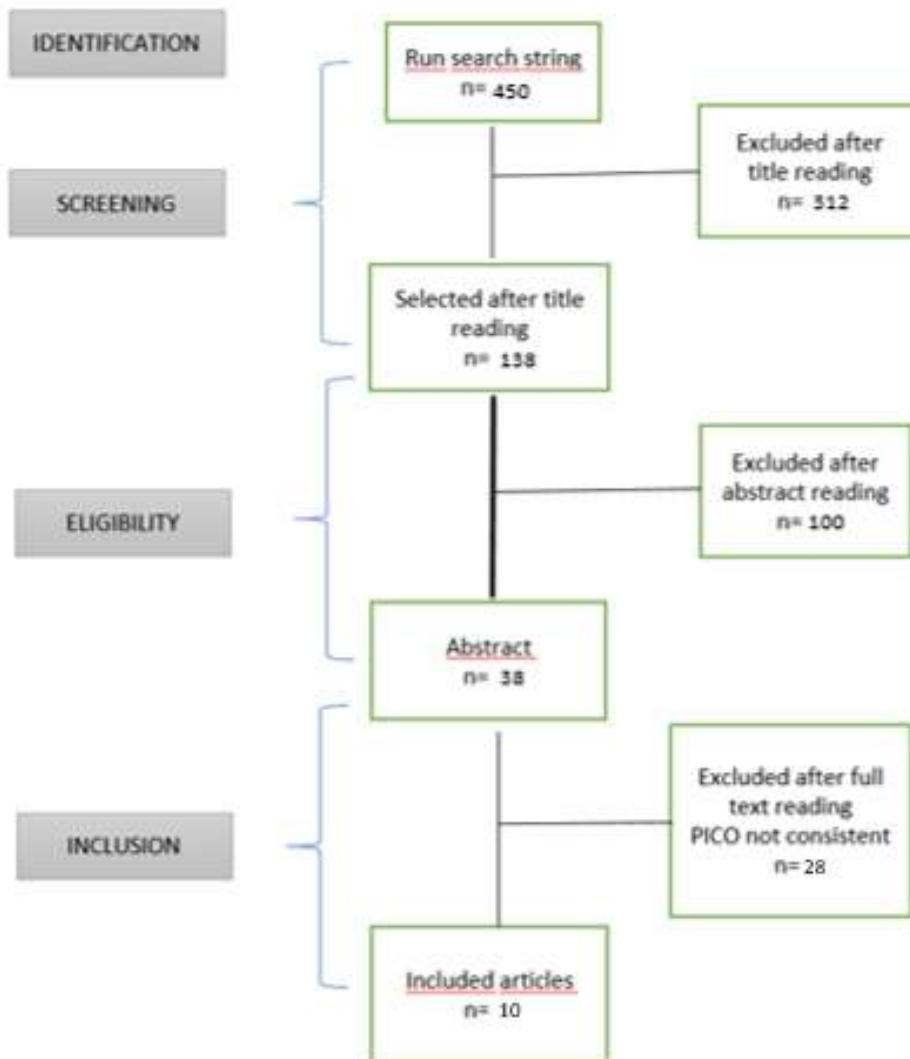 IDENTIFICATION
Run search string
n= 450
Excluded after
title reading
n= 312
SCREENING
Selected after title
reading
n= 138
Excluded after
abstract reading
n= 100
ELIGIBILITY
Abstract
n= 38
Excluded after full
text reading
PICO not consistent
n= 28
INCLUSION
Included articles
n= 10